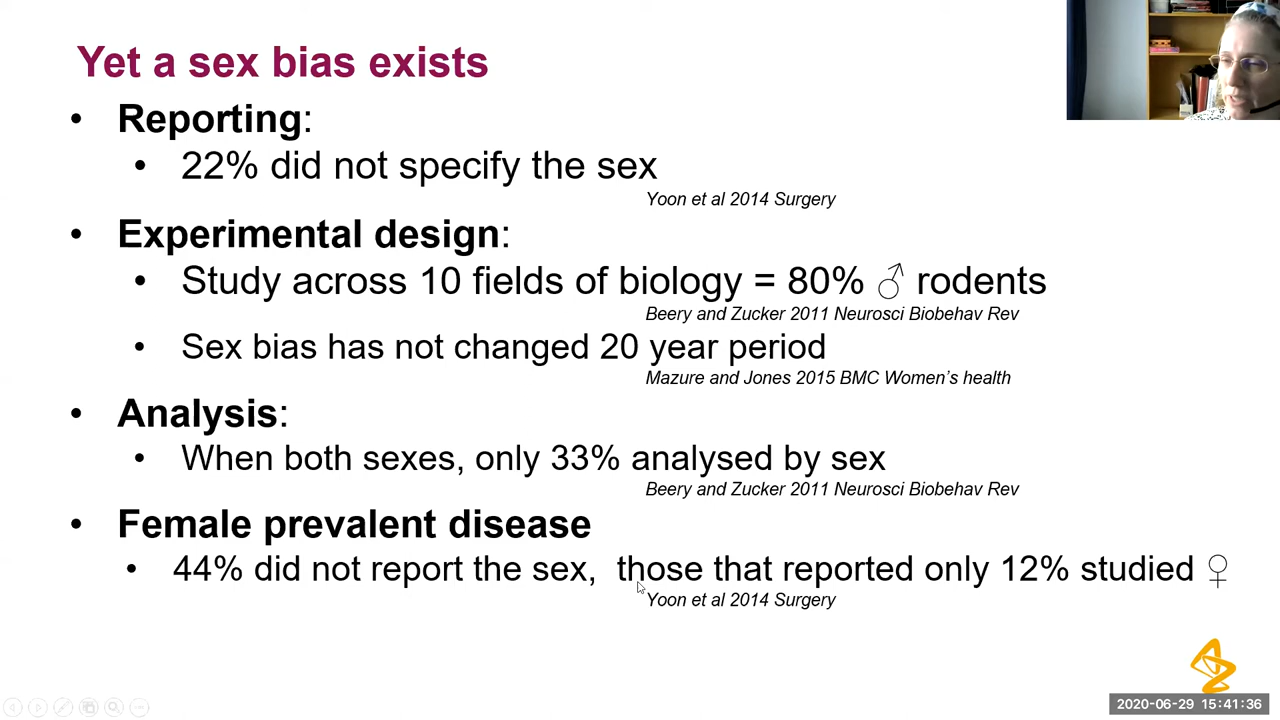 Yet a sex bias exists
• Reporting:
• 22% did not specify the sex
Yoon et al 2014 Surgery
• Experimental design:
• Study across 10 fields of biology = 80% ♂ rodents
Beery and Zucker 2011 Neurosci Biobehav Rev
• Sex bias has not changed 20 year period
Mazure and Jones 2015 BMC Women’s health
• Analysis:
• When both sexes, only 33% analysed by sex
Beery and Zucker 2011 Neurosci Biobehav Rev
• Female prevalent disease
• 44% did not report the sex, those that reported only 12% studied ♀
Yoon et al 2014 Surgery
2020-06-29 15:41:36